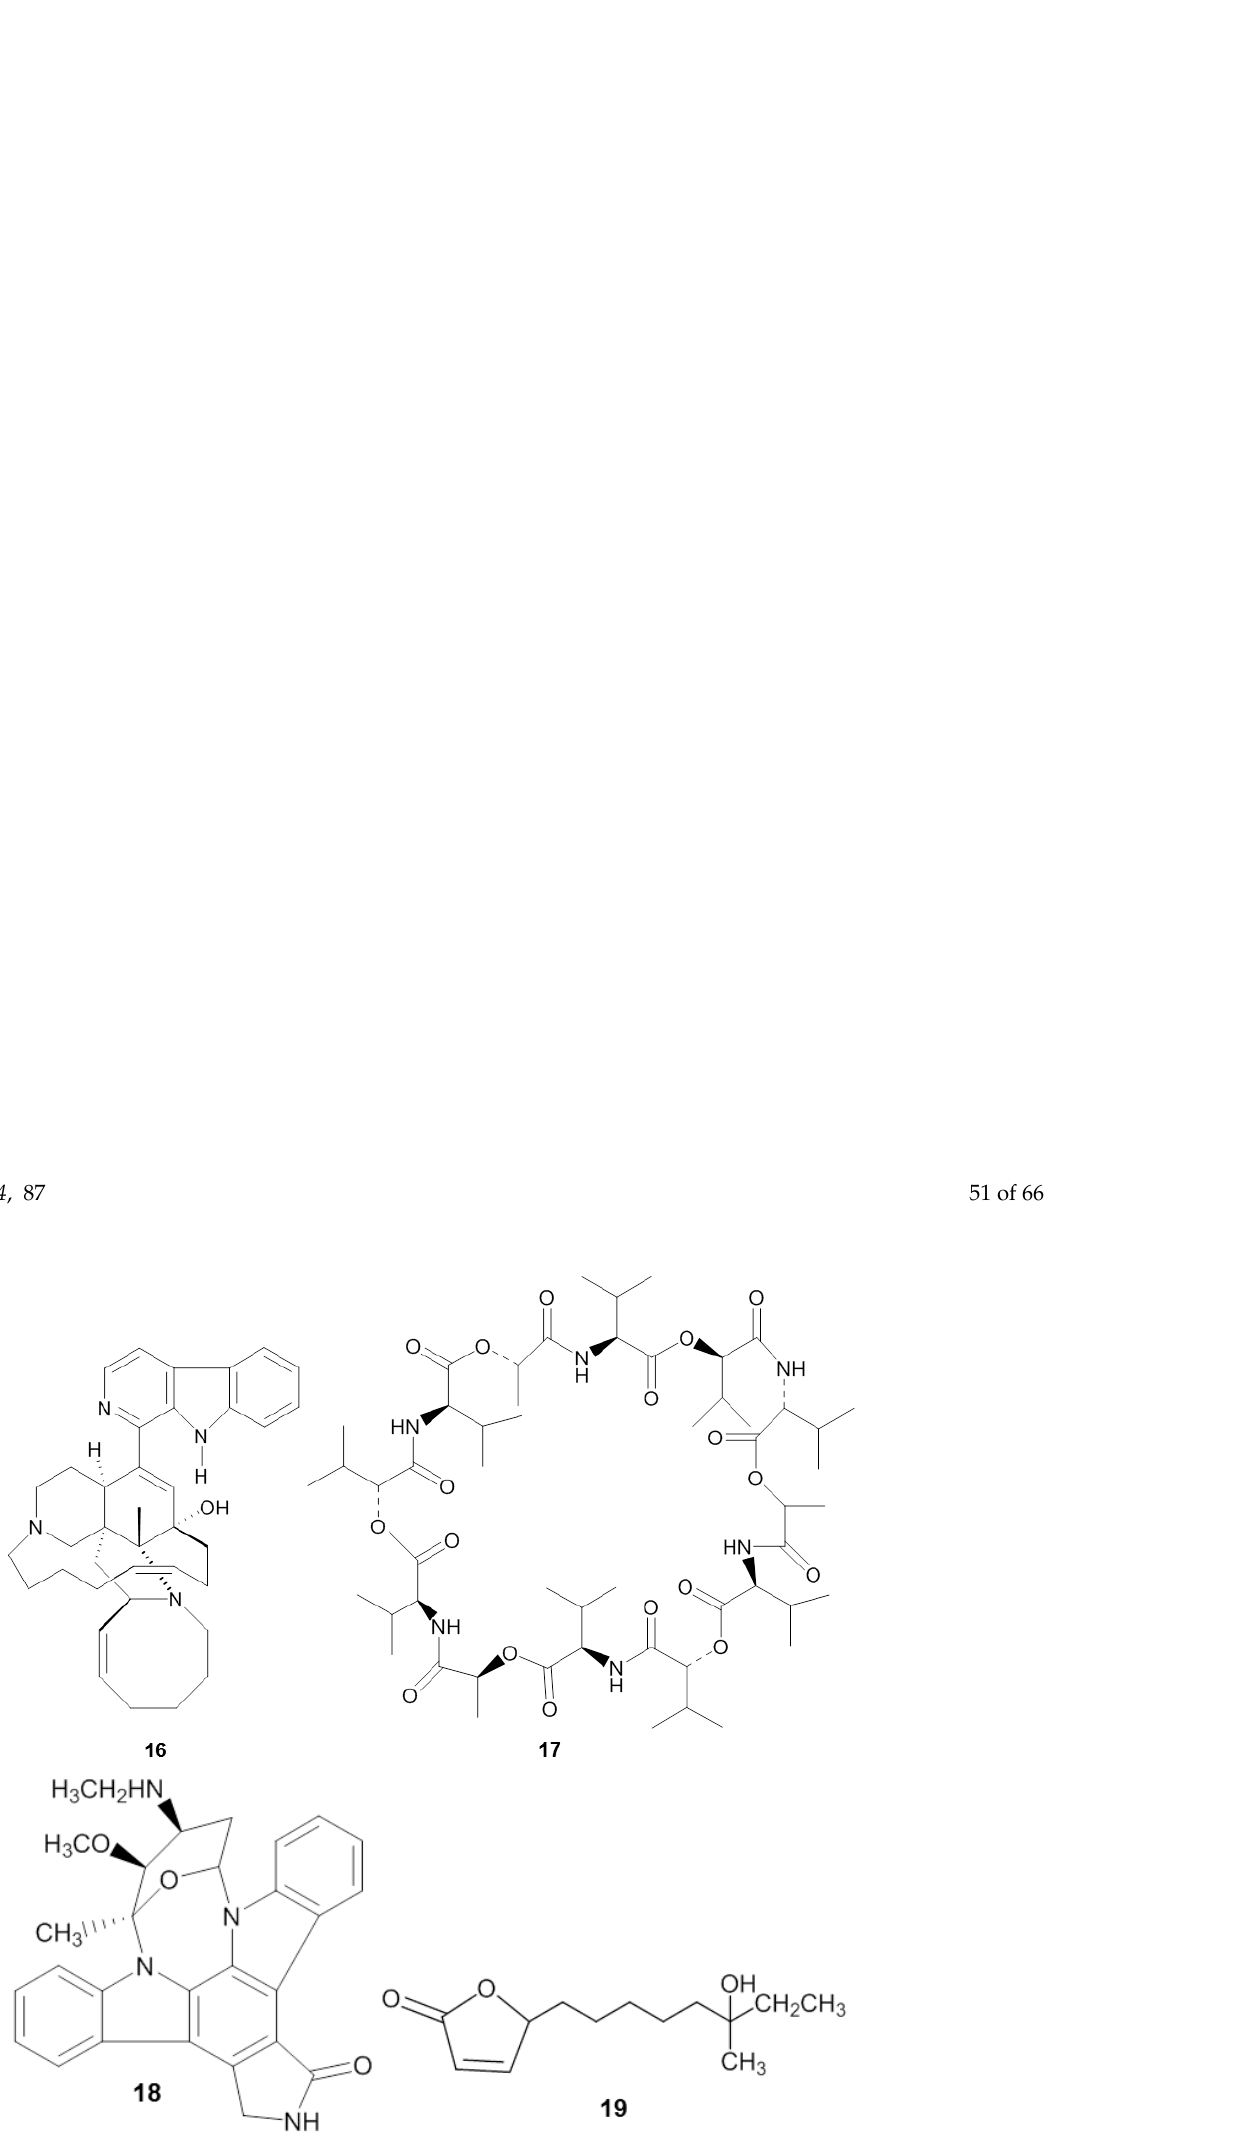 4, 87 51 of 66
O O
O O O
N H O N NH
H O
HN O
O
H N O
H
OH O
N O
O HN
O O
N O O
NH O
O O N
H
O O
16 17
H3CH2HN
H3CO
O
N
CH3
N
OH
O O CH2CH3
O CH3
18 19
NH